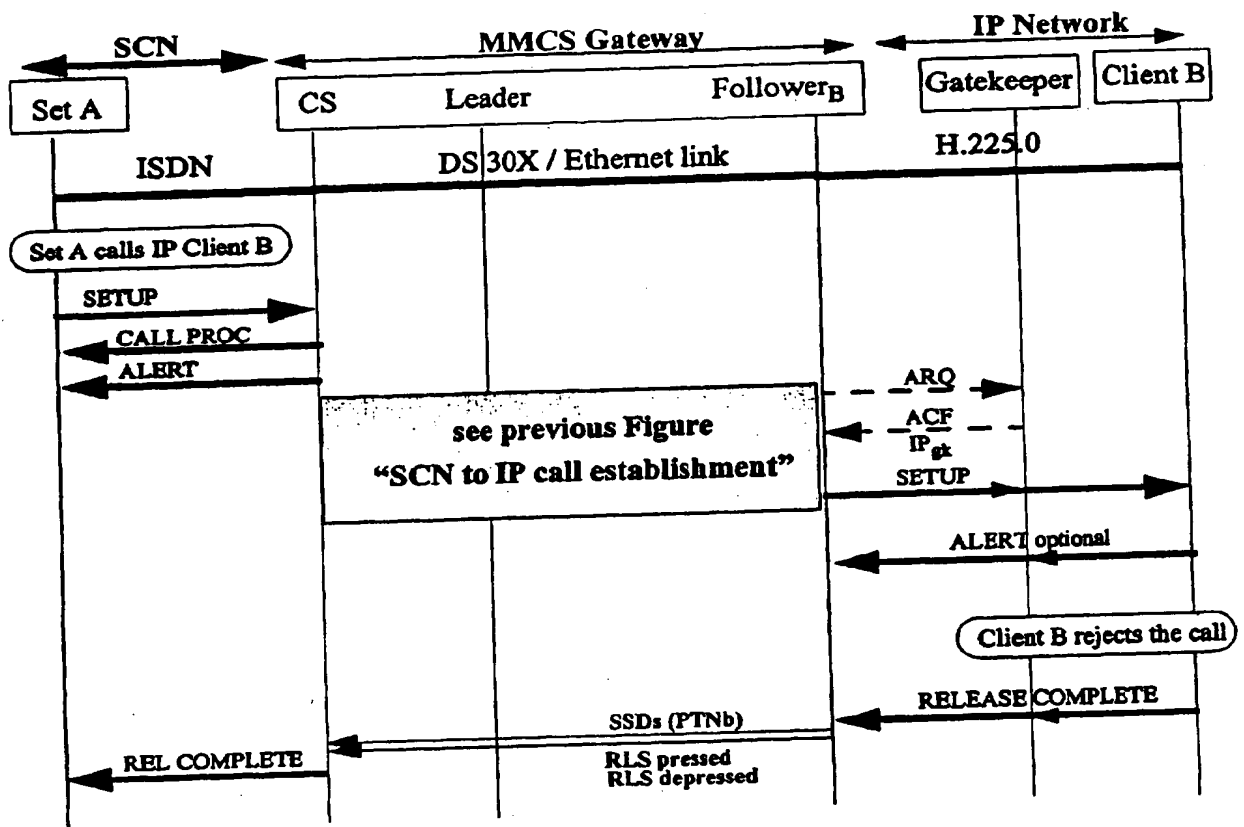 SCN
MMCS Gateway
IP Network
Set A
CS
Leader
FollowerB
Gatekeeper
Client B
ISDN
DS 30X / Ethernet link
H.225.0
Set A calls IP Client B
SETUP
CALL PROC
ALERT
ARQ
ACF
IPgk
see previous Figure
“SCN to IP call establishment”
SETUP
ALERT optional
Client B rejects the call
RELEASE COMPLETE
SSDs (PTNb)
RLS pressed
RLS depressed
REL COMPLETE